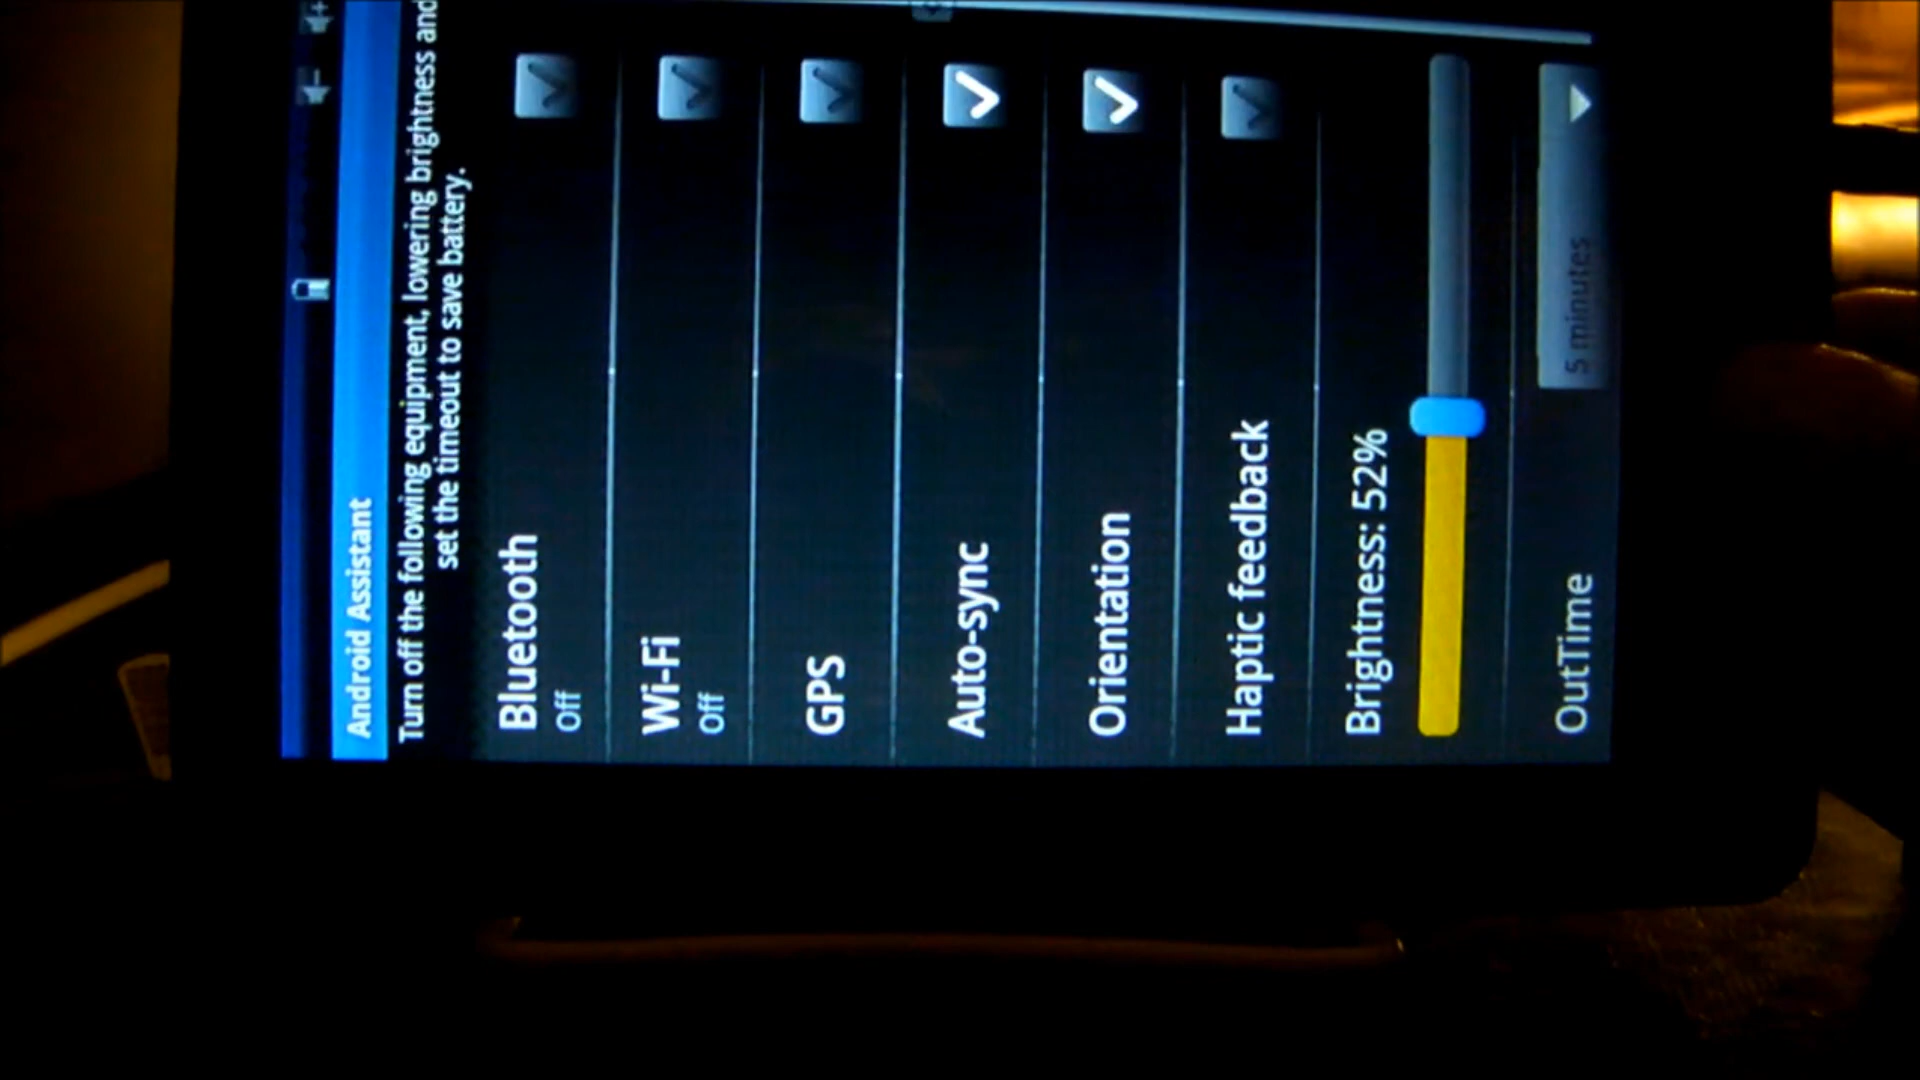 Android Assistant
Turn off the following equipment, lowering brightness and
set the timeout to save battery.
Bluetooth
off
Wi-Fi
off
GPS
Auto-sync
Orientation
Haptic feedback
Brightness: 52%
OutTime
5 minutes